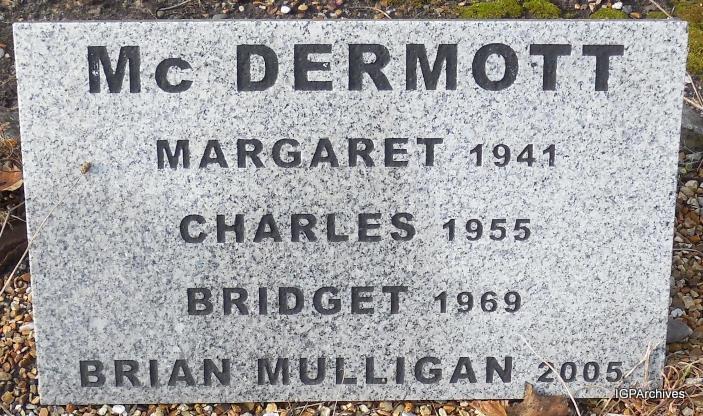 Mc DERMOTT
MARGARET 1941
CHARLES 1955
BRIDGET 1969
BRIAN MULLIGAN 2005
IGPArchives